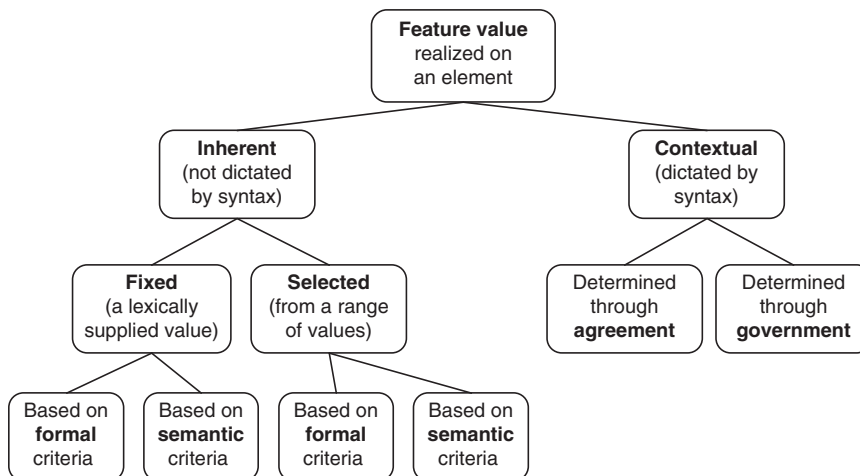 Feature value
realized on
an element
Inherent
(not dictated
by syntax)
Contextual
(dictated by
syntax)
Fixed
(a lexically
supplied value)
Selected
(from a range
of values)
Determined
through
agreement
Determined
through
government
Based on
formal
criteria
Based on
semantic
criteria
Based on
formal
criteria
Based on
semantic
criteria